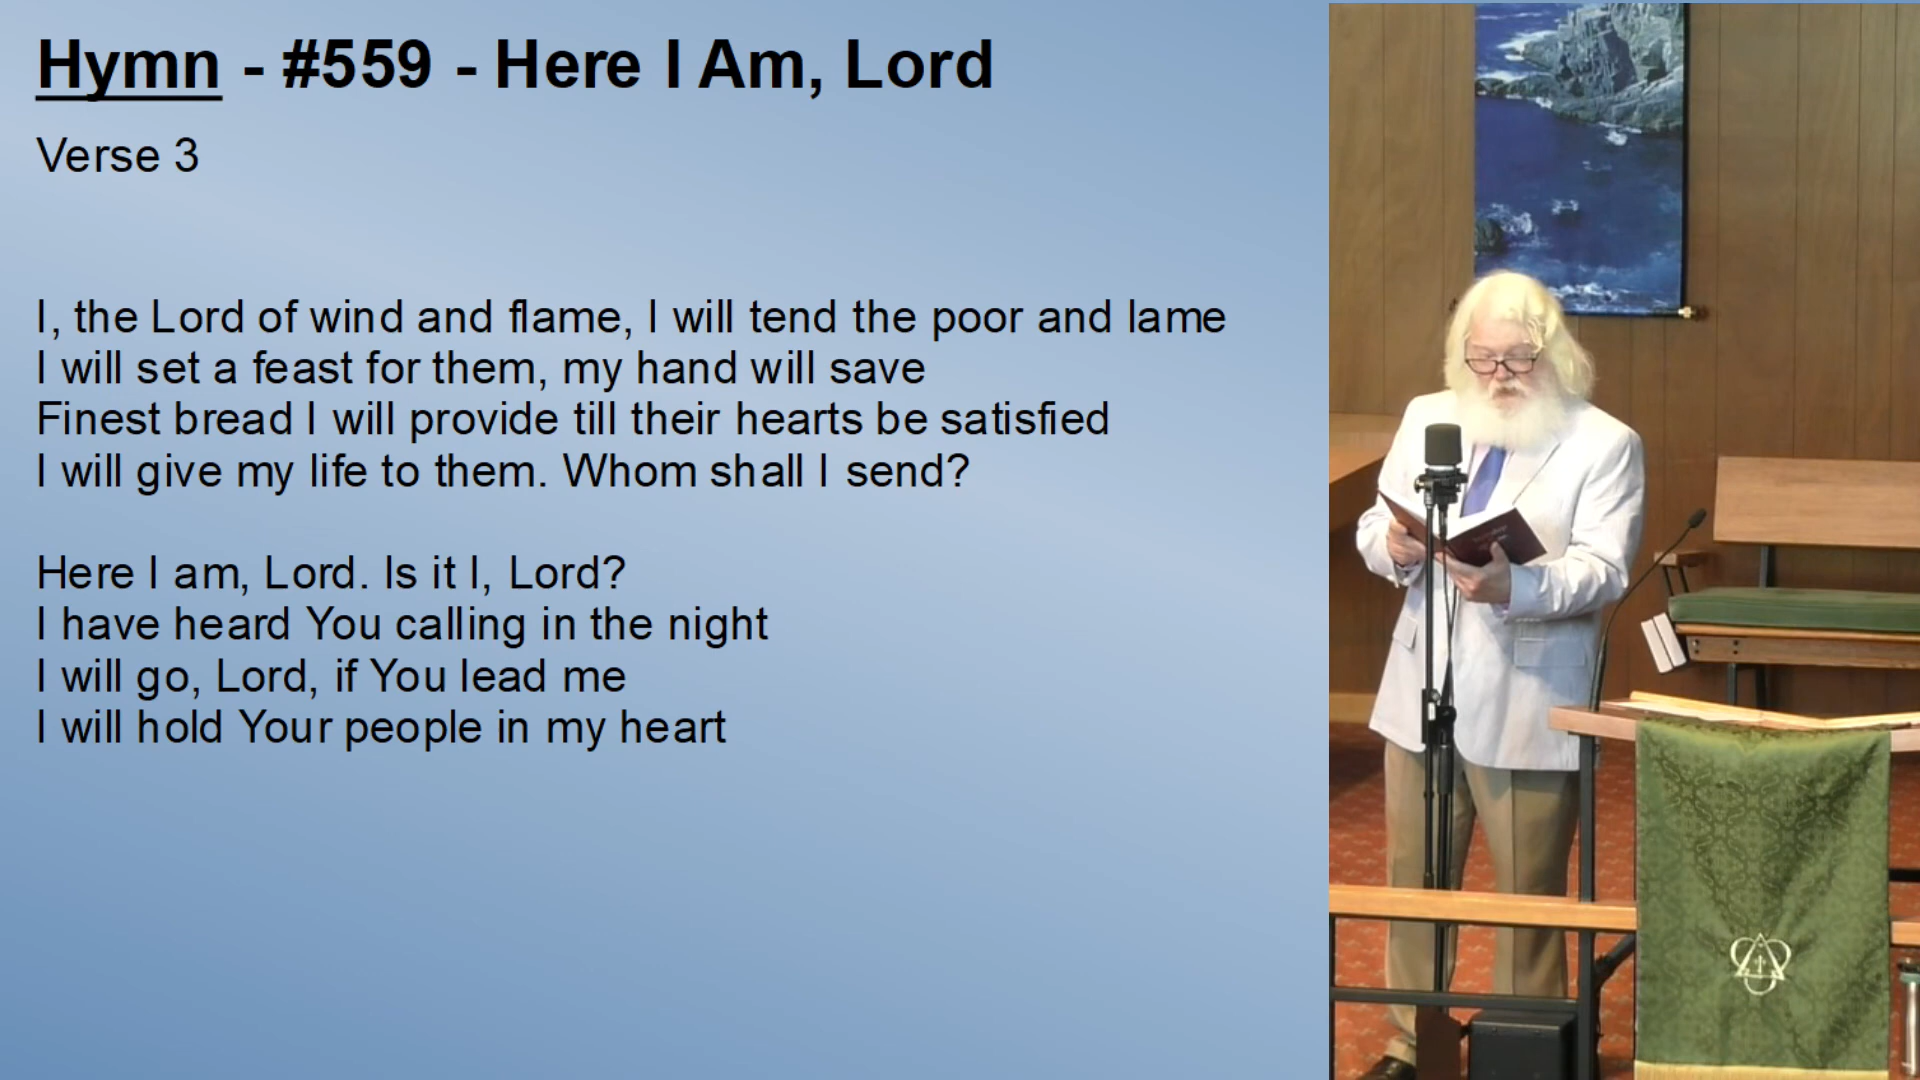 Hymn - #559 - Here I Am, Lord
Verse 3
I, the Lord of wind and flame, I will tend the poor and lame
I will set a feast for them, my hand will save
Finest bread I will provide till their hearts be satisfied
I will give my life to them. Whom shall I send?
Here I am, Lord. Is it I, Lord?
I have heard You calling in the night
I will go, Lord, if You lead me
I will hold Your people in my heart